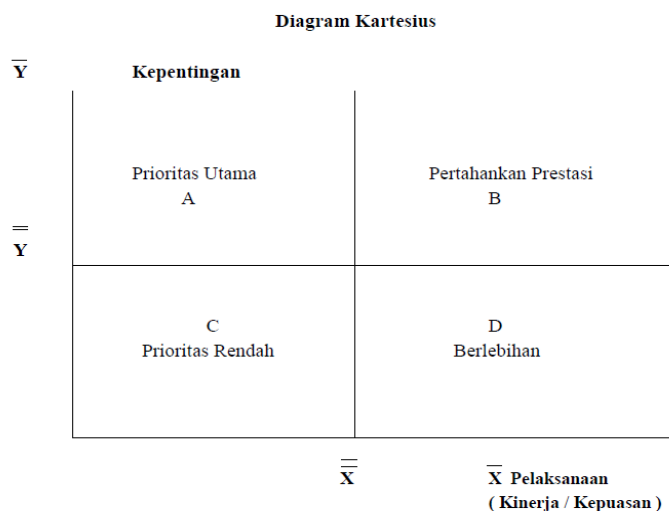 Diagram Kartesius
Y̅ Kepentingan
Prioritas Utama Pertahankan Prestasi
A B
Y̿
C D
Prioritas Rendah Berlebihan
X̿ X̅ Pelaksanaan
( Kinerja / Kepuasan )